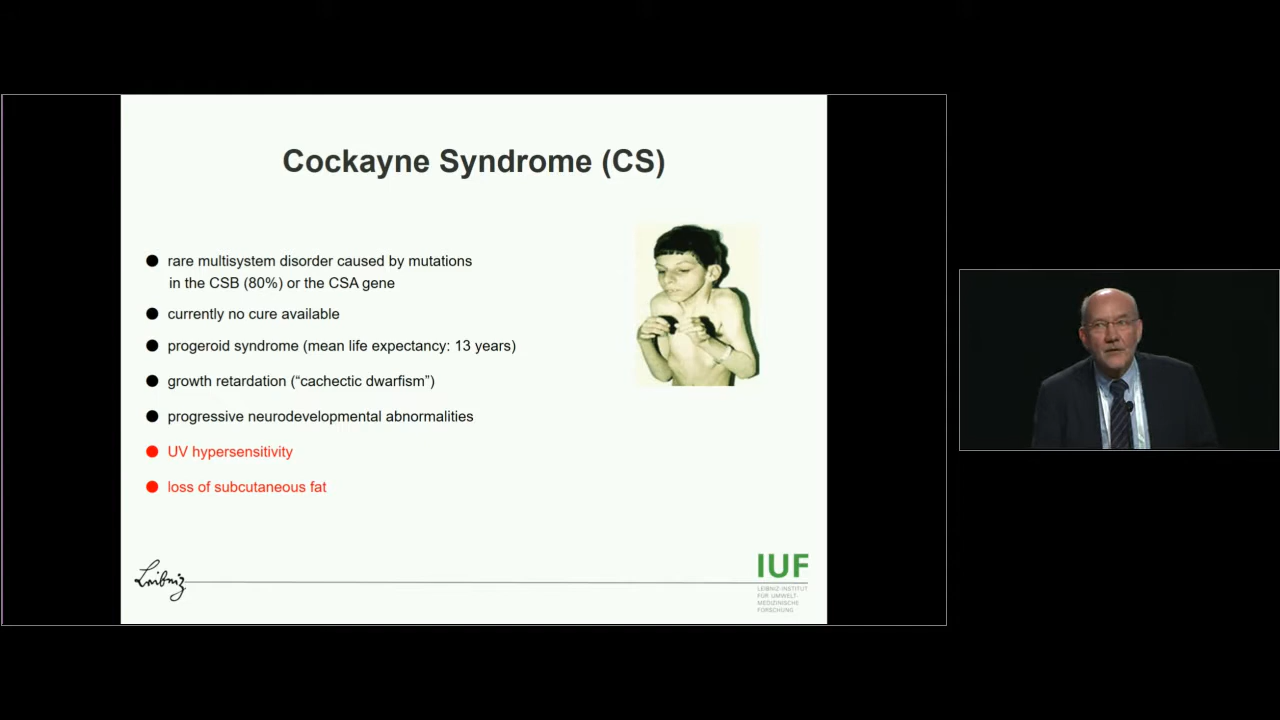 Cockayne Syndrome (CS)
rare multisystem disorder caused by mutations
in the CSB (80%) or the CSA gene
currently no cure available
progeroid syndrome (mean life expectancy: 13 years)
growth retardation (“cachectic dwarfism”)
progressive neurodevelopmental abnormalities
UV hypersensitivity
loss of subcutaneous fat
Leibniz
IUF
LEIBNIZ-INSTITUT
FÜR UMWELT-
MEDIZINISCHE
FORSCHUNG